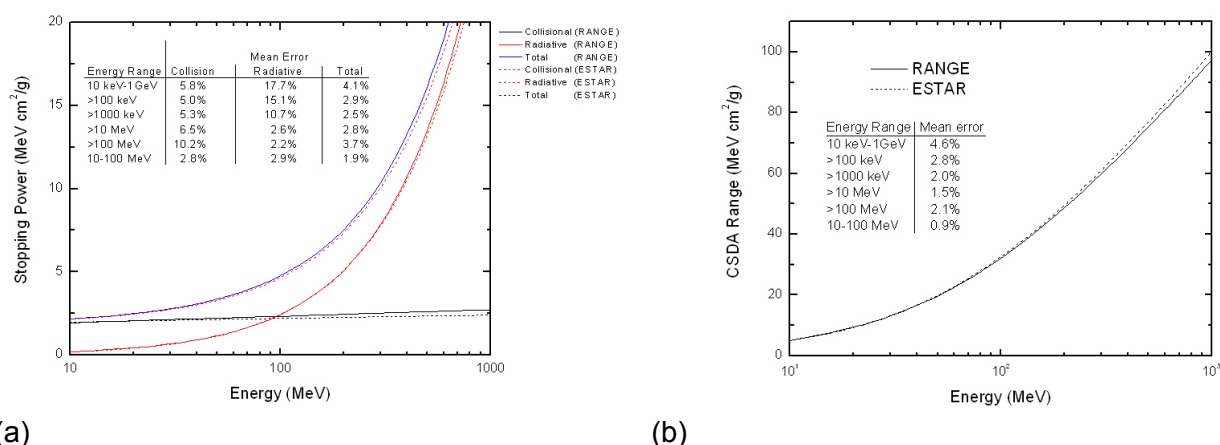 20
15
10
5
0
Stopping Power (MeV cm²/g)
10
100
1000
Energy (MeV)
Mean Error
Energy Range Collision Radiative Total
10 keV-1GeV 5.8% 17.7% 4.1%
>100 keV 5.0% 15.1% 2.9%
>1000 keV 5.3% 10.7% 2.5%
>10 MeV 6.5% 2.6% 2.8%
>100 MeV 10.2% 2.2% 3.7%
10-100 MeV 2.8% 2.9% 1.9%
Collisional (RANGE)
Radiative (RANGE)
Total (RANGE)
Collisional (ESTAR)
Radiative (ESTAR)
Total (ESTAR)
(a)
100
80
60
40
20
0
CSDA Range (MeV cm²/g)
10¹
10²
10³
Energy (MeV)
RANGE
ESTAR
Energy Range Mean error
10 keV-1GeV 4.6%
>100 keV 2.8%
>1000 keV 2.0%
>10 MeV 1.5%
>100 MeV 2.1%
10-100 MeV 0.9%
(b)